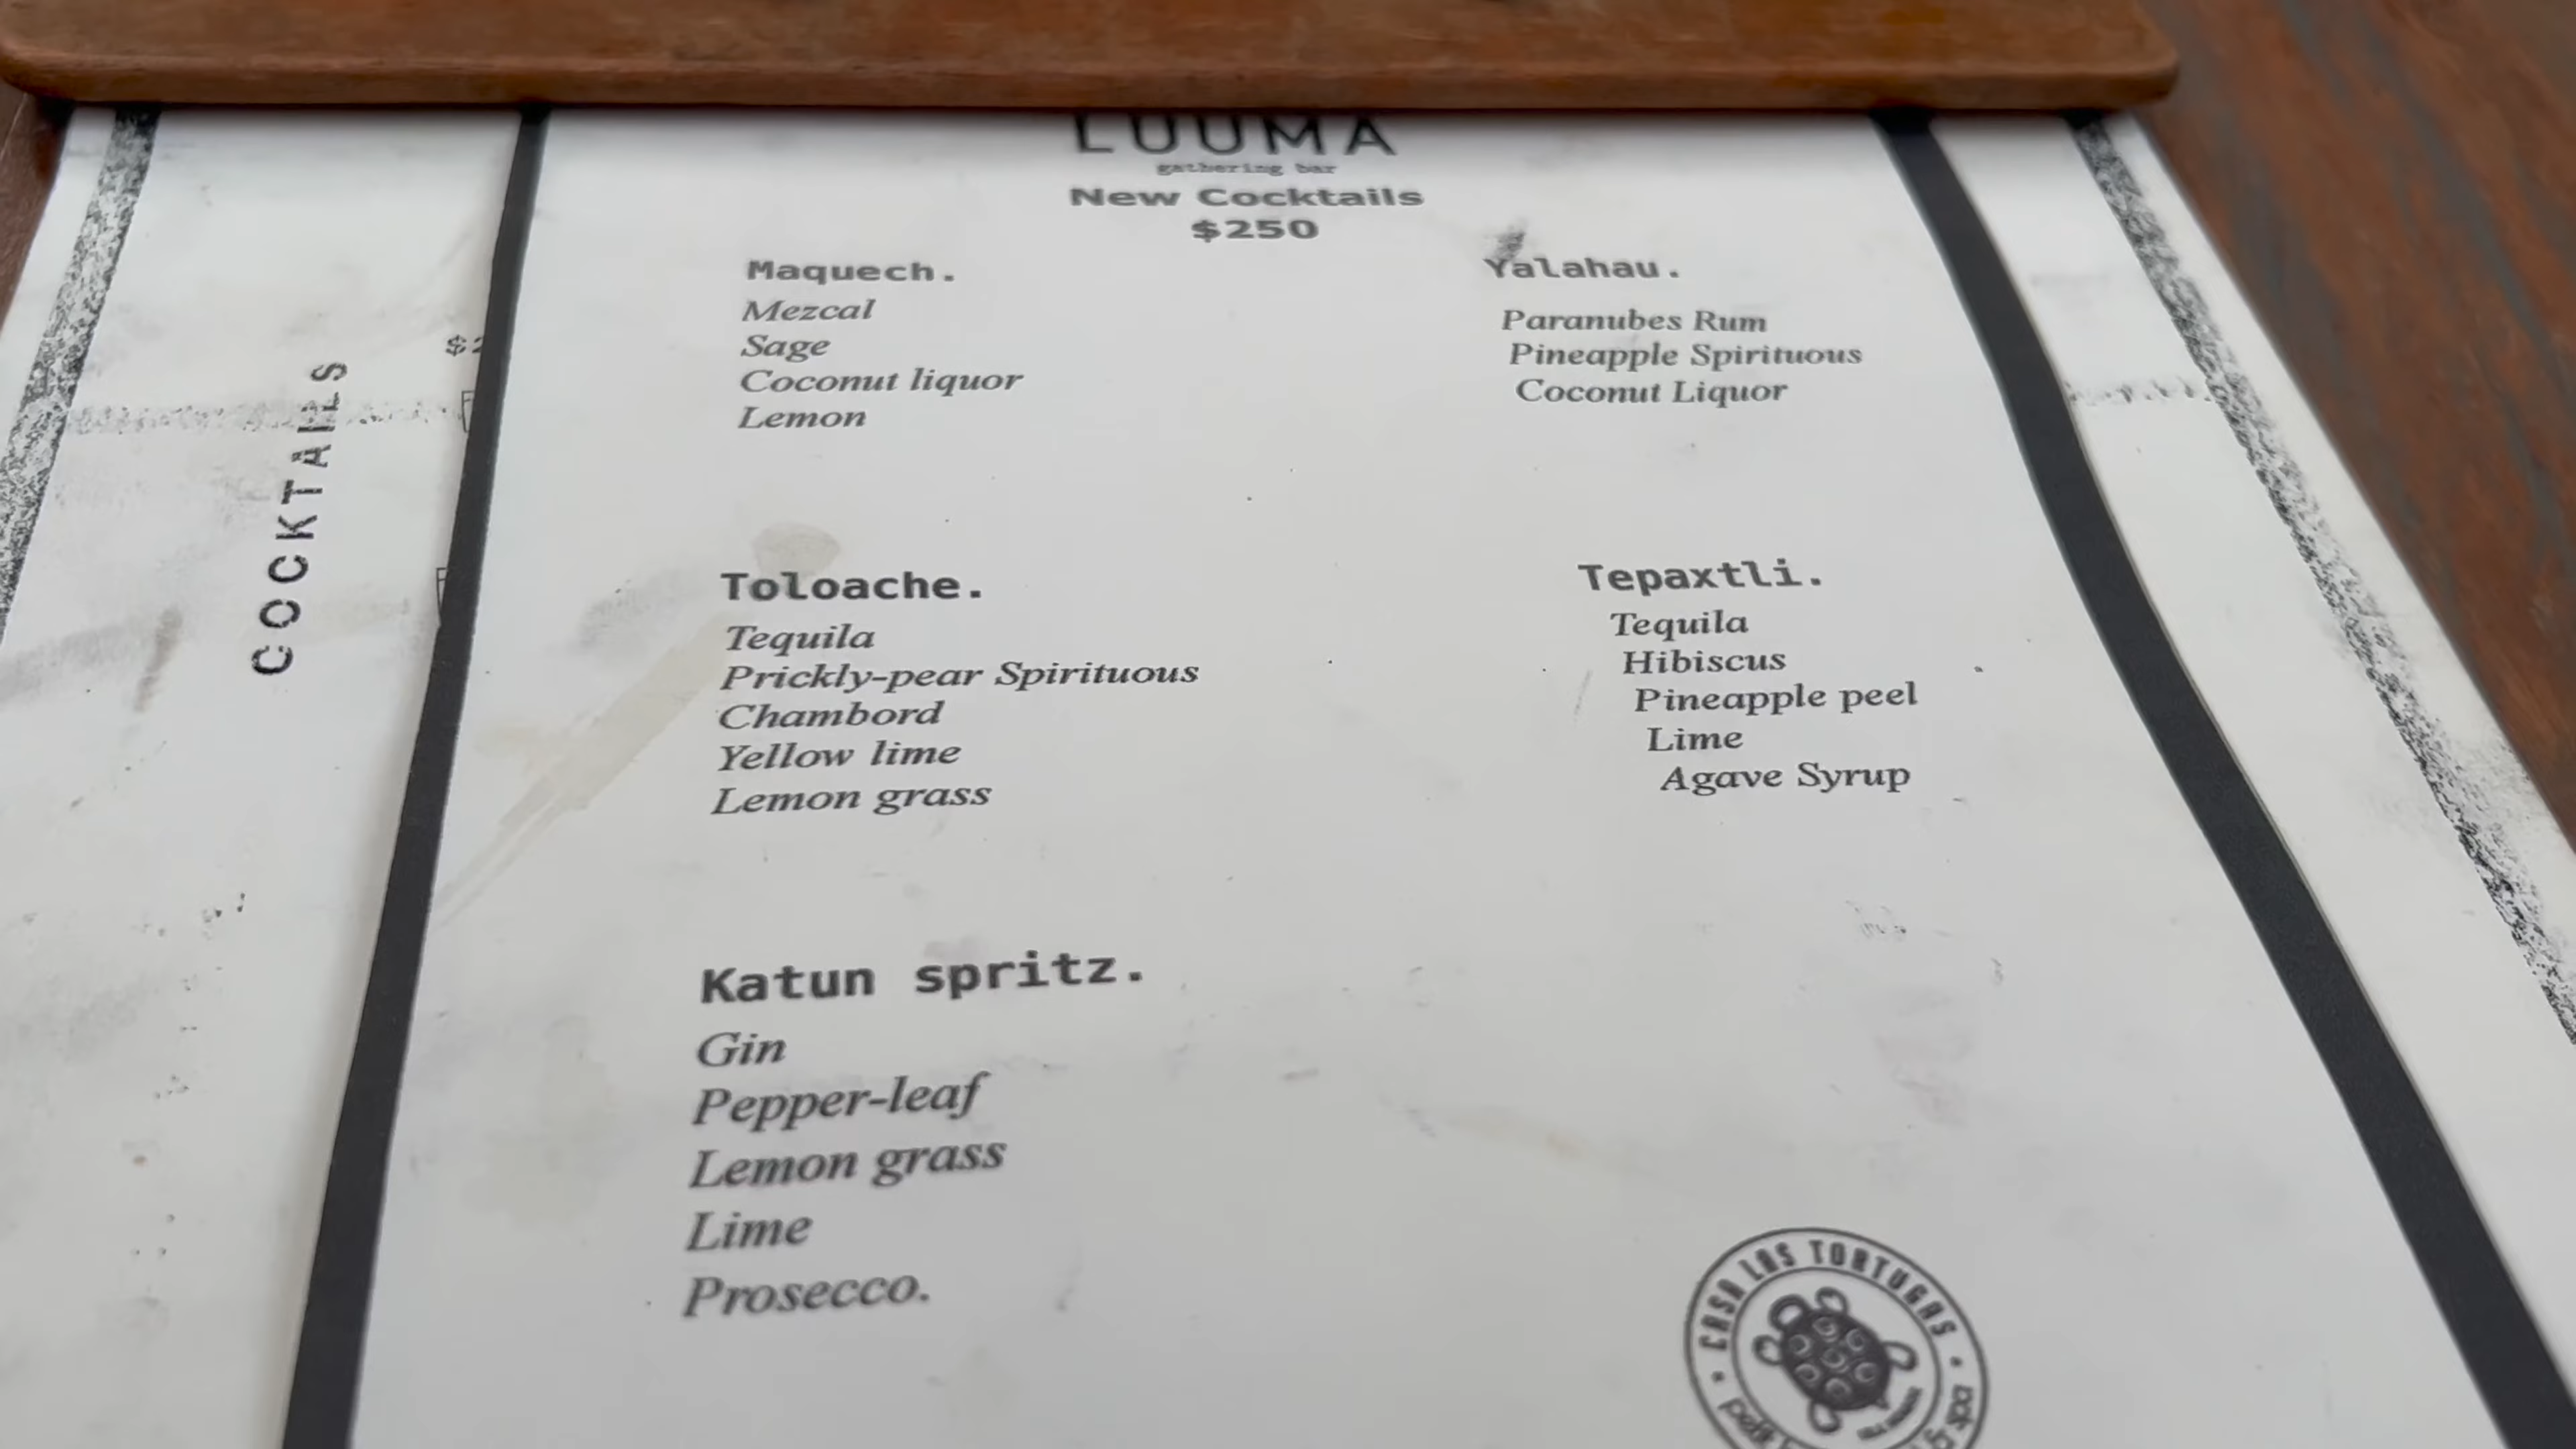 LUUMA
gathering bar
New Cocktails
$250
Maquech.
Mezcal
Sage
Coconut liquor
Lemon
Yalahau.
Paranubes Rum
Pineapple Spirituous
Coconut Liquor
Toloache.
Tequila
Prickly-pear Spirituous
Chambord
Yellow lime
Lemon grass
Tepaxtli.
Tequila
Hibiscus
Pineapple peel
Lime
Agave Syrup
Katun spritz.
Gin
Pepper-leaf
Lemon grass
Lime
Prosecco.
COCKTAILS
CASA LAS TORTUGAS
& spa